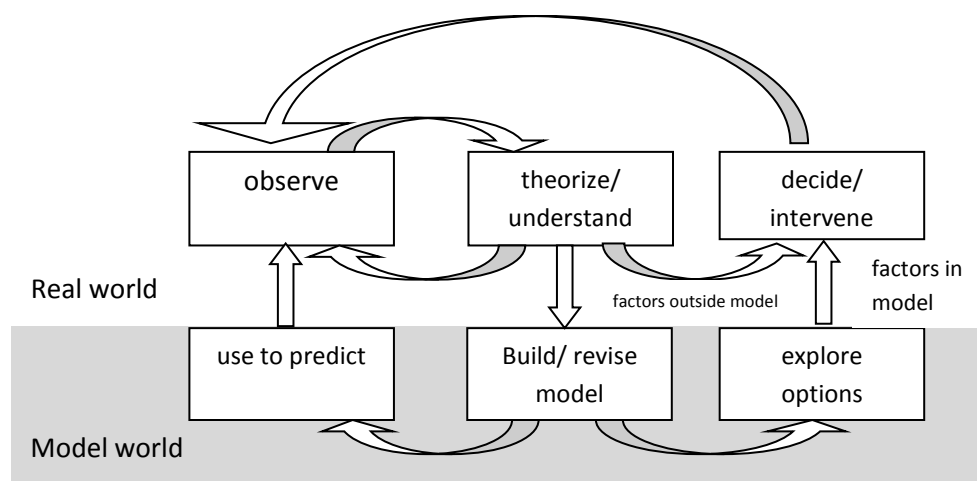 observe
theorize/
understand
decide/
intervene
Real world
factors outside model
factors in
model
use to predict
Build/ revise
model
explore
options
Model world